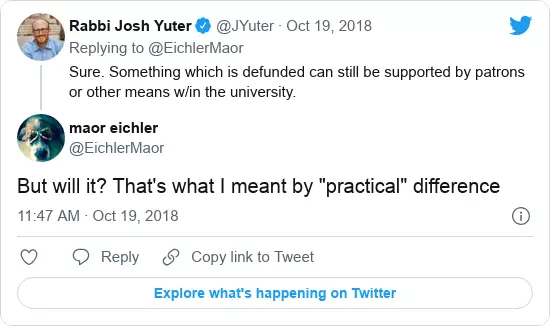 Rabbi Josh Yuter @JYuter · Oct 19, 2018
Replying to @EichlerMaor
Sure. Something which is defunded can still be supported by patrons
or other means w/in the university.
maor eichler
@EichlerMaor
But will it? That's what I meant by "practical" difference
11:47 AM · Oct 19, 2018
Reply Copy link to Tweet
Explore what's happening on Twitter